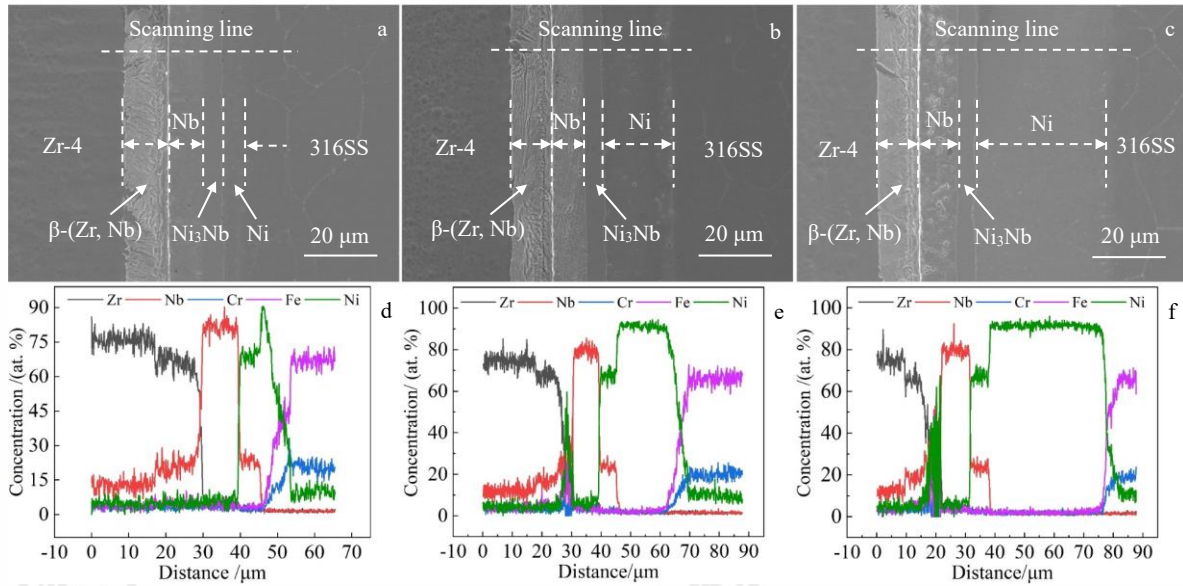 Scanning line
a
Nb
Zr-4
316SS
β-(Zr, Nb)
Ni₃Nb
Ni
20 μm
Scanning line
b
Nb
Ni
Zr-4
316SS
β-(Zr, Nb)
Ni₃Nb
20 μm
Scanning line
c
Nb
Ni
Zr-4
316SS
β-(Zr, Nb)
Ni₃Nb
20 μm
Zr Nb Cr Fe Ni
d
Concentration /(at. %)
90
75
60
45
30
15
0
-10 0 10 20 30 40 50 60 70
Distance /μm
Zr Nb Cr Fe Ni
e
Concentration/ (at. %)
100
80
60
40
20
0
-10 0 10 20 30 40 50 60 70 80 90
Distance/μm
Zr Nb Cr Fe Ni
f
Concentration /(at. %)
100
80
60
40
20
0
-10 0 10 20 30 40 50 60 70 80 90
Distance/μm